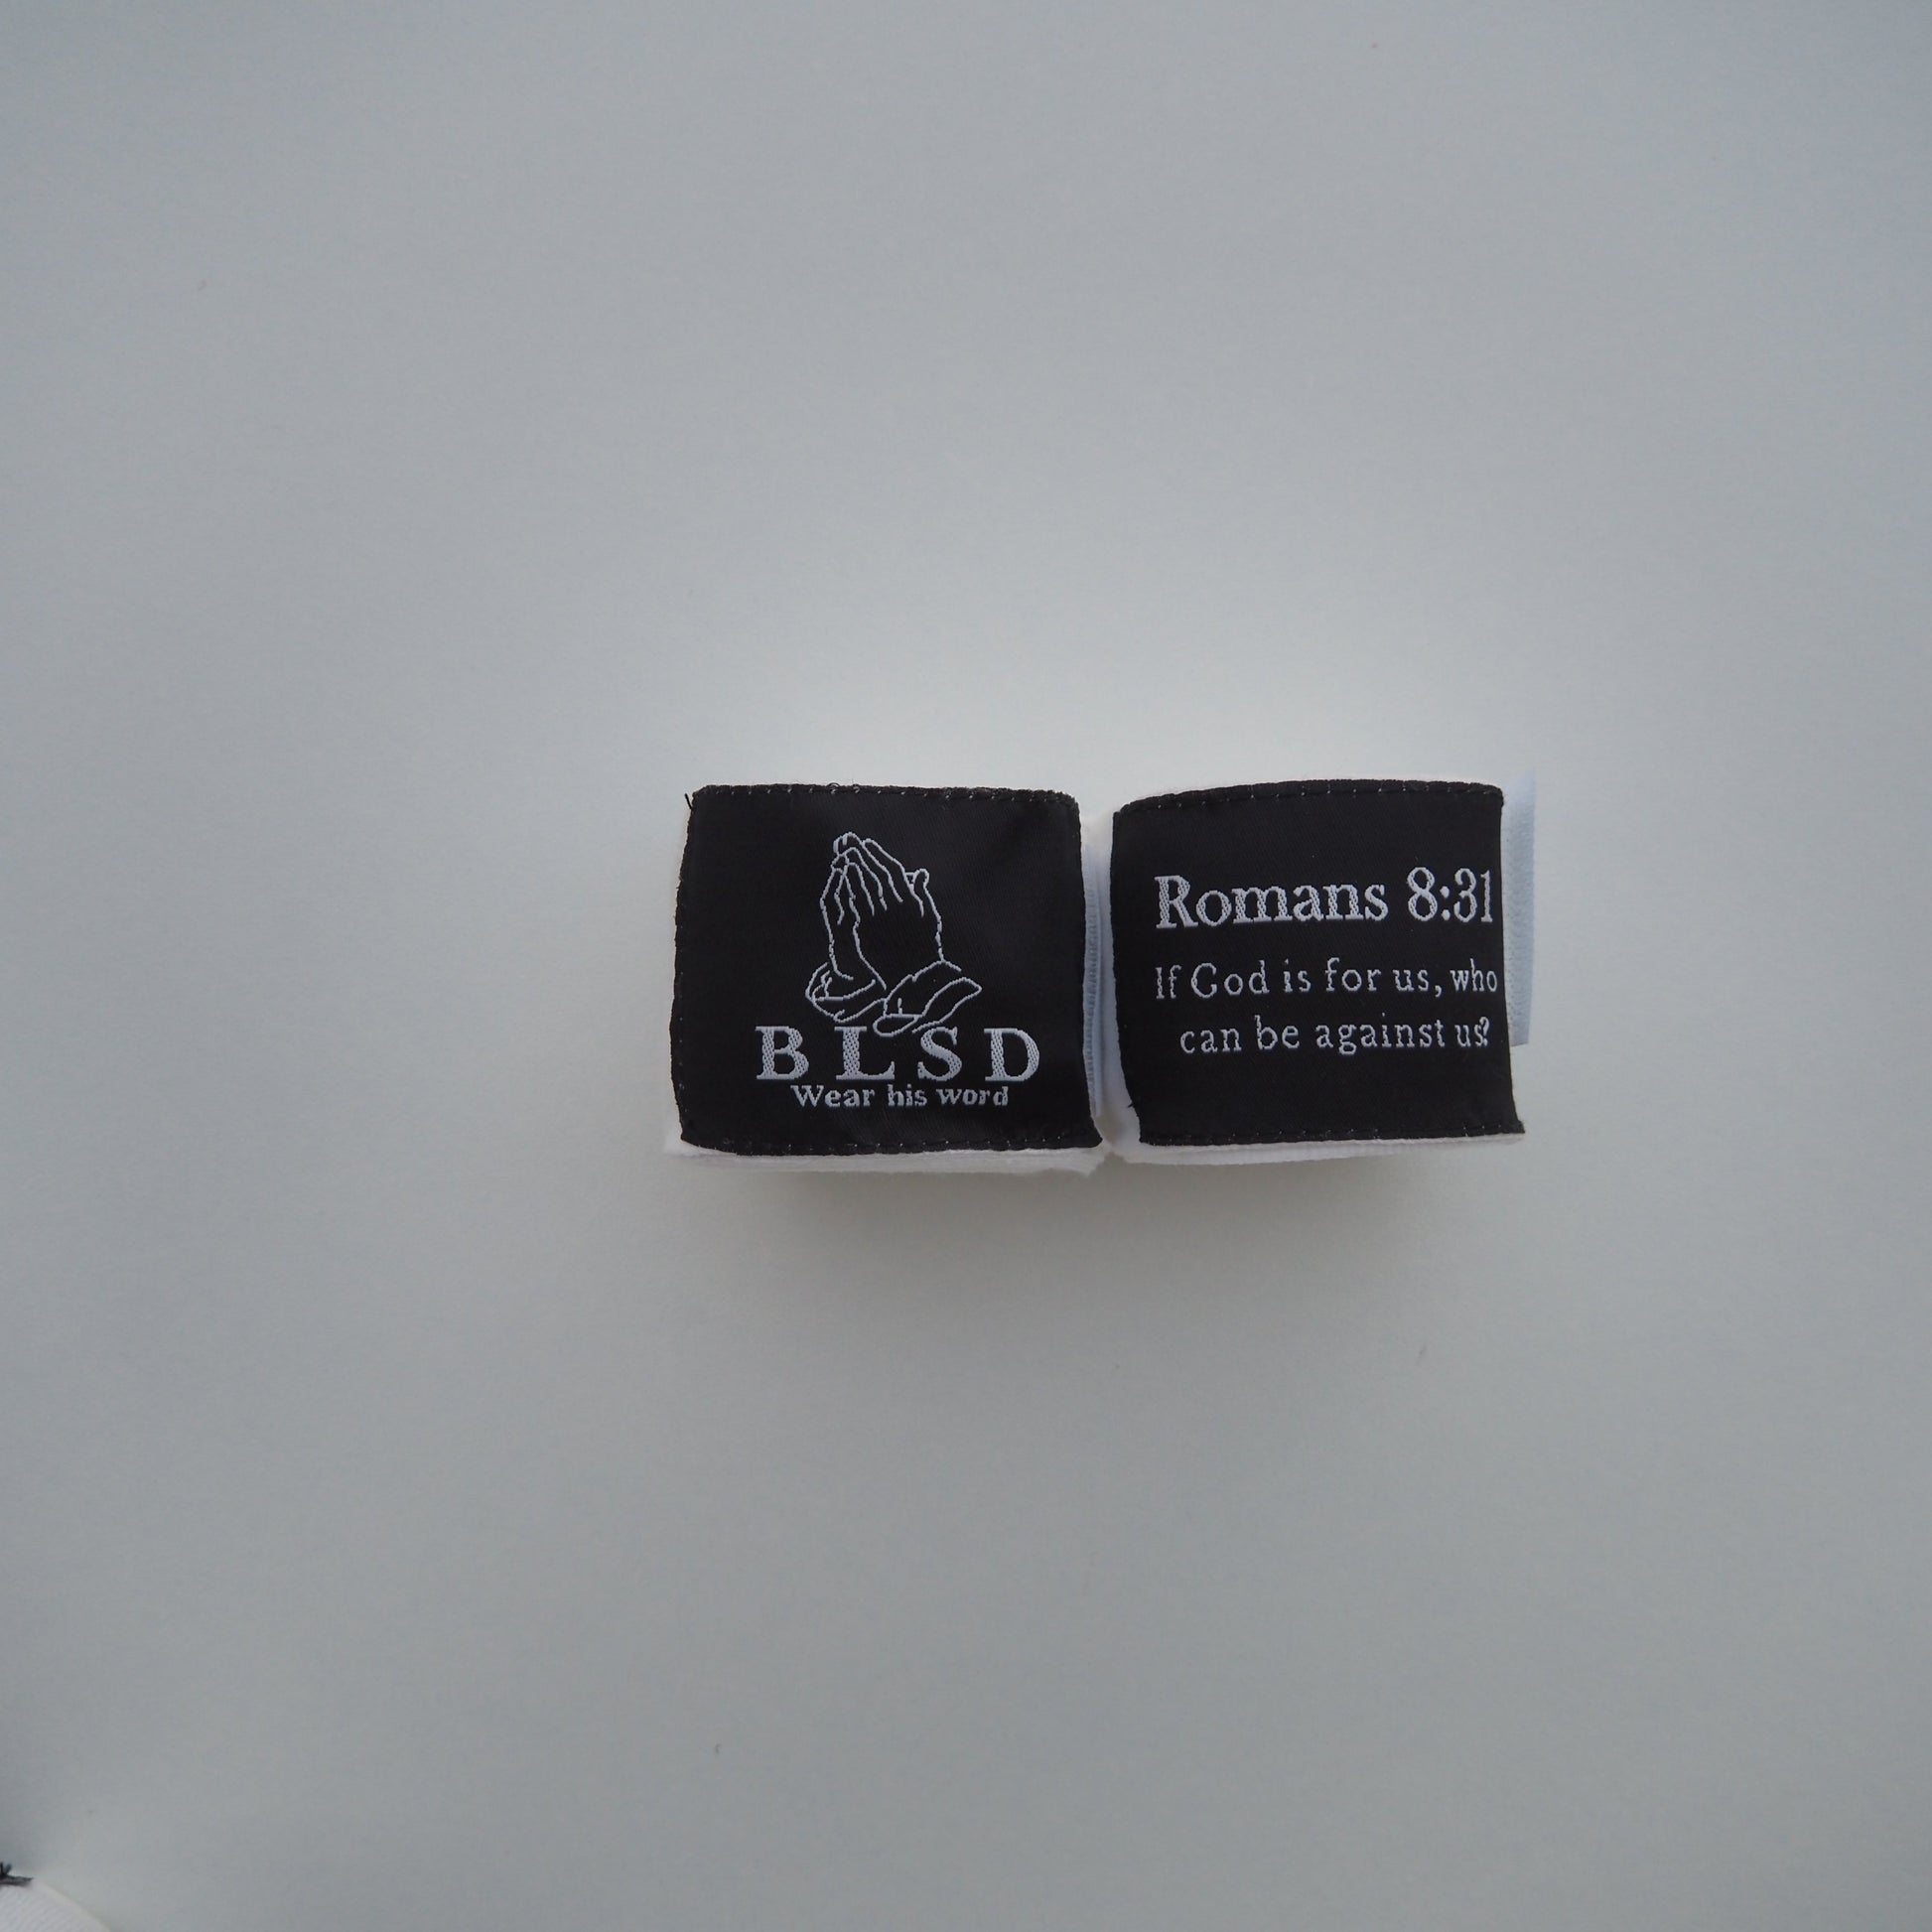 BLSD
Wear his word
Romans 8:31
If God is for us, who
can be against us?